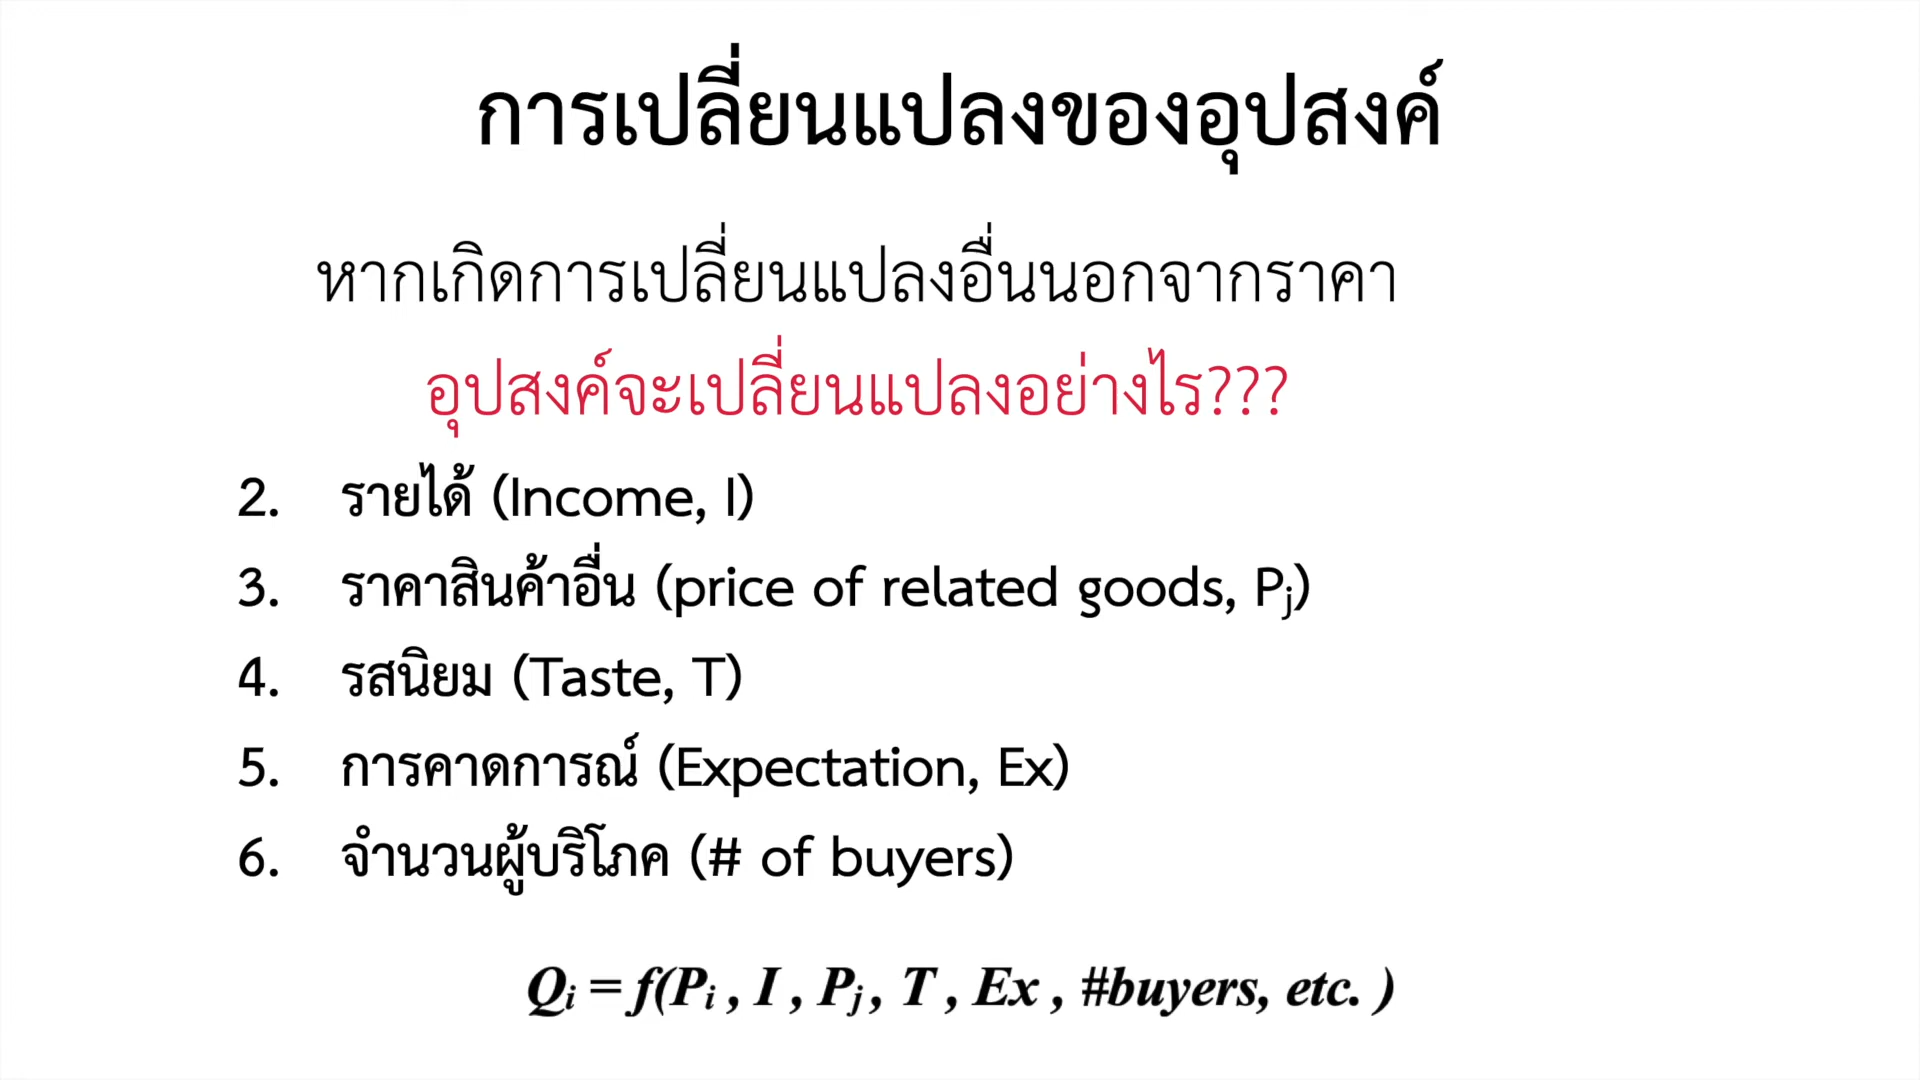 การเปลี่ยนแปลงของอุปสงค์
หากเกิดการเปลี่ยนแปลงอื่นนอกจากราคา
อุปสงค์จะเปลี่ยนแปลงอย่างไร???
2. รายได้ (Income, I)
3. ราคาสินค้าอื่น (price of related goods, Pj)
4. รสนิยม (Taste, T)
5. การคาดการณ์ (Expectation, Ex)
6. จำนวนผู้บริโภค (# of buyers)
Qi = f(Pi , I , Pj , T , Ex , #buyers, etc. )